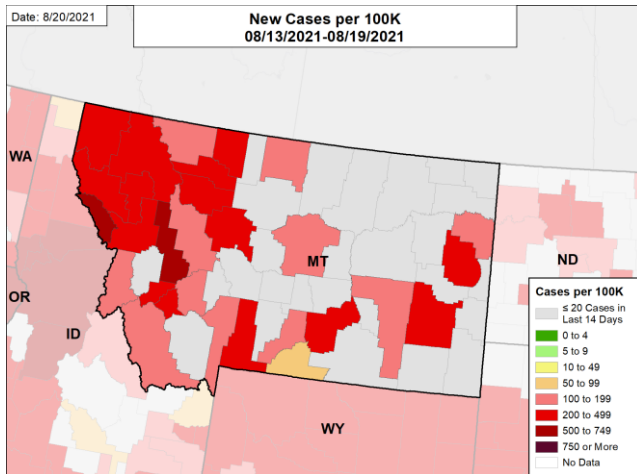 Date: 8/20/2021
New Cases per 100K
08/13/2021-08/19/2021
WA
MT
ND
OR
ID
WY
Cases per 100K
≤ 20 Cases in
Last 14 Days
0 to 4
5 to 9
10 to 49
50 to 99
100 to 199
200 to 499
500 to 749
750 or More
No Data